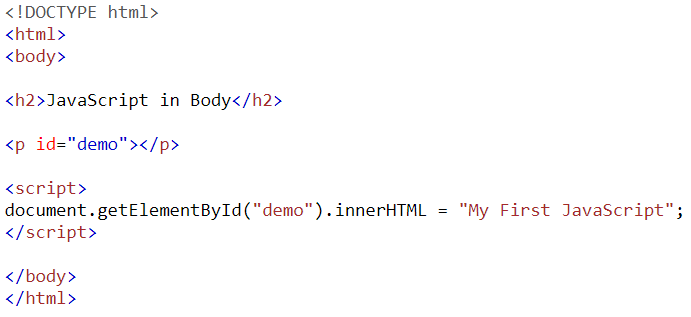 <!DOCTYPE html>
<html>
<body>
<h2>JavaScript in Body</h2>
<p id="demo"></p>
<script>
document.getElementById("demo").innerHTML = "My First JavaScript";
</script>
</body>
</html>